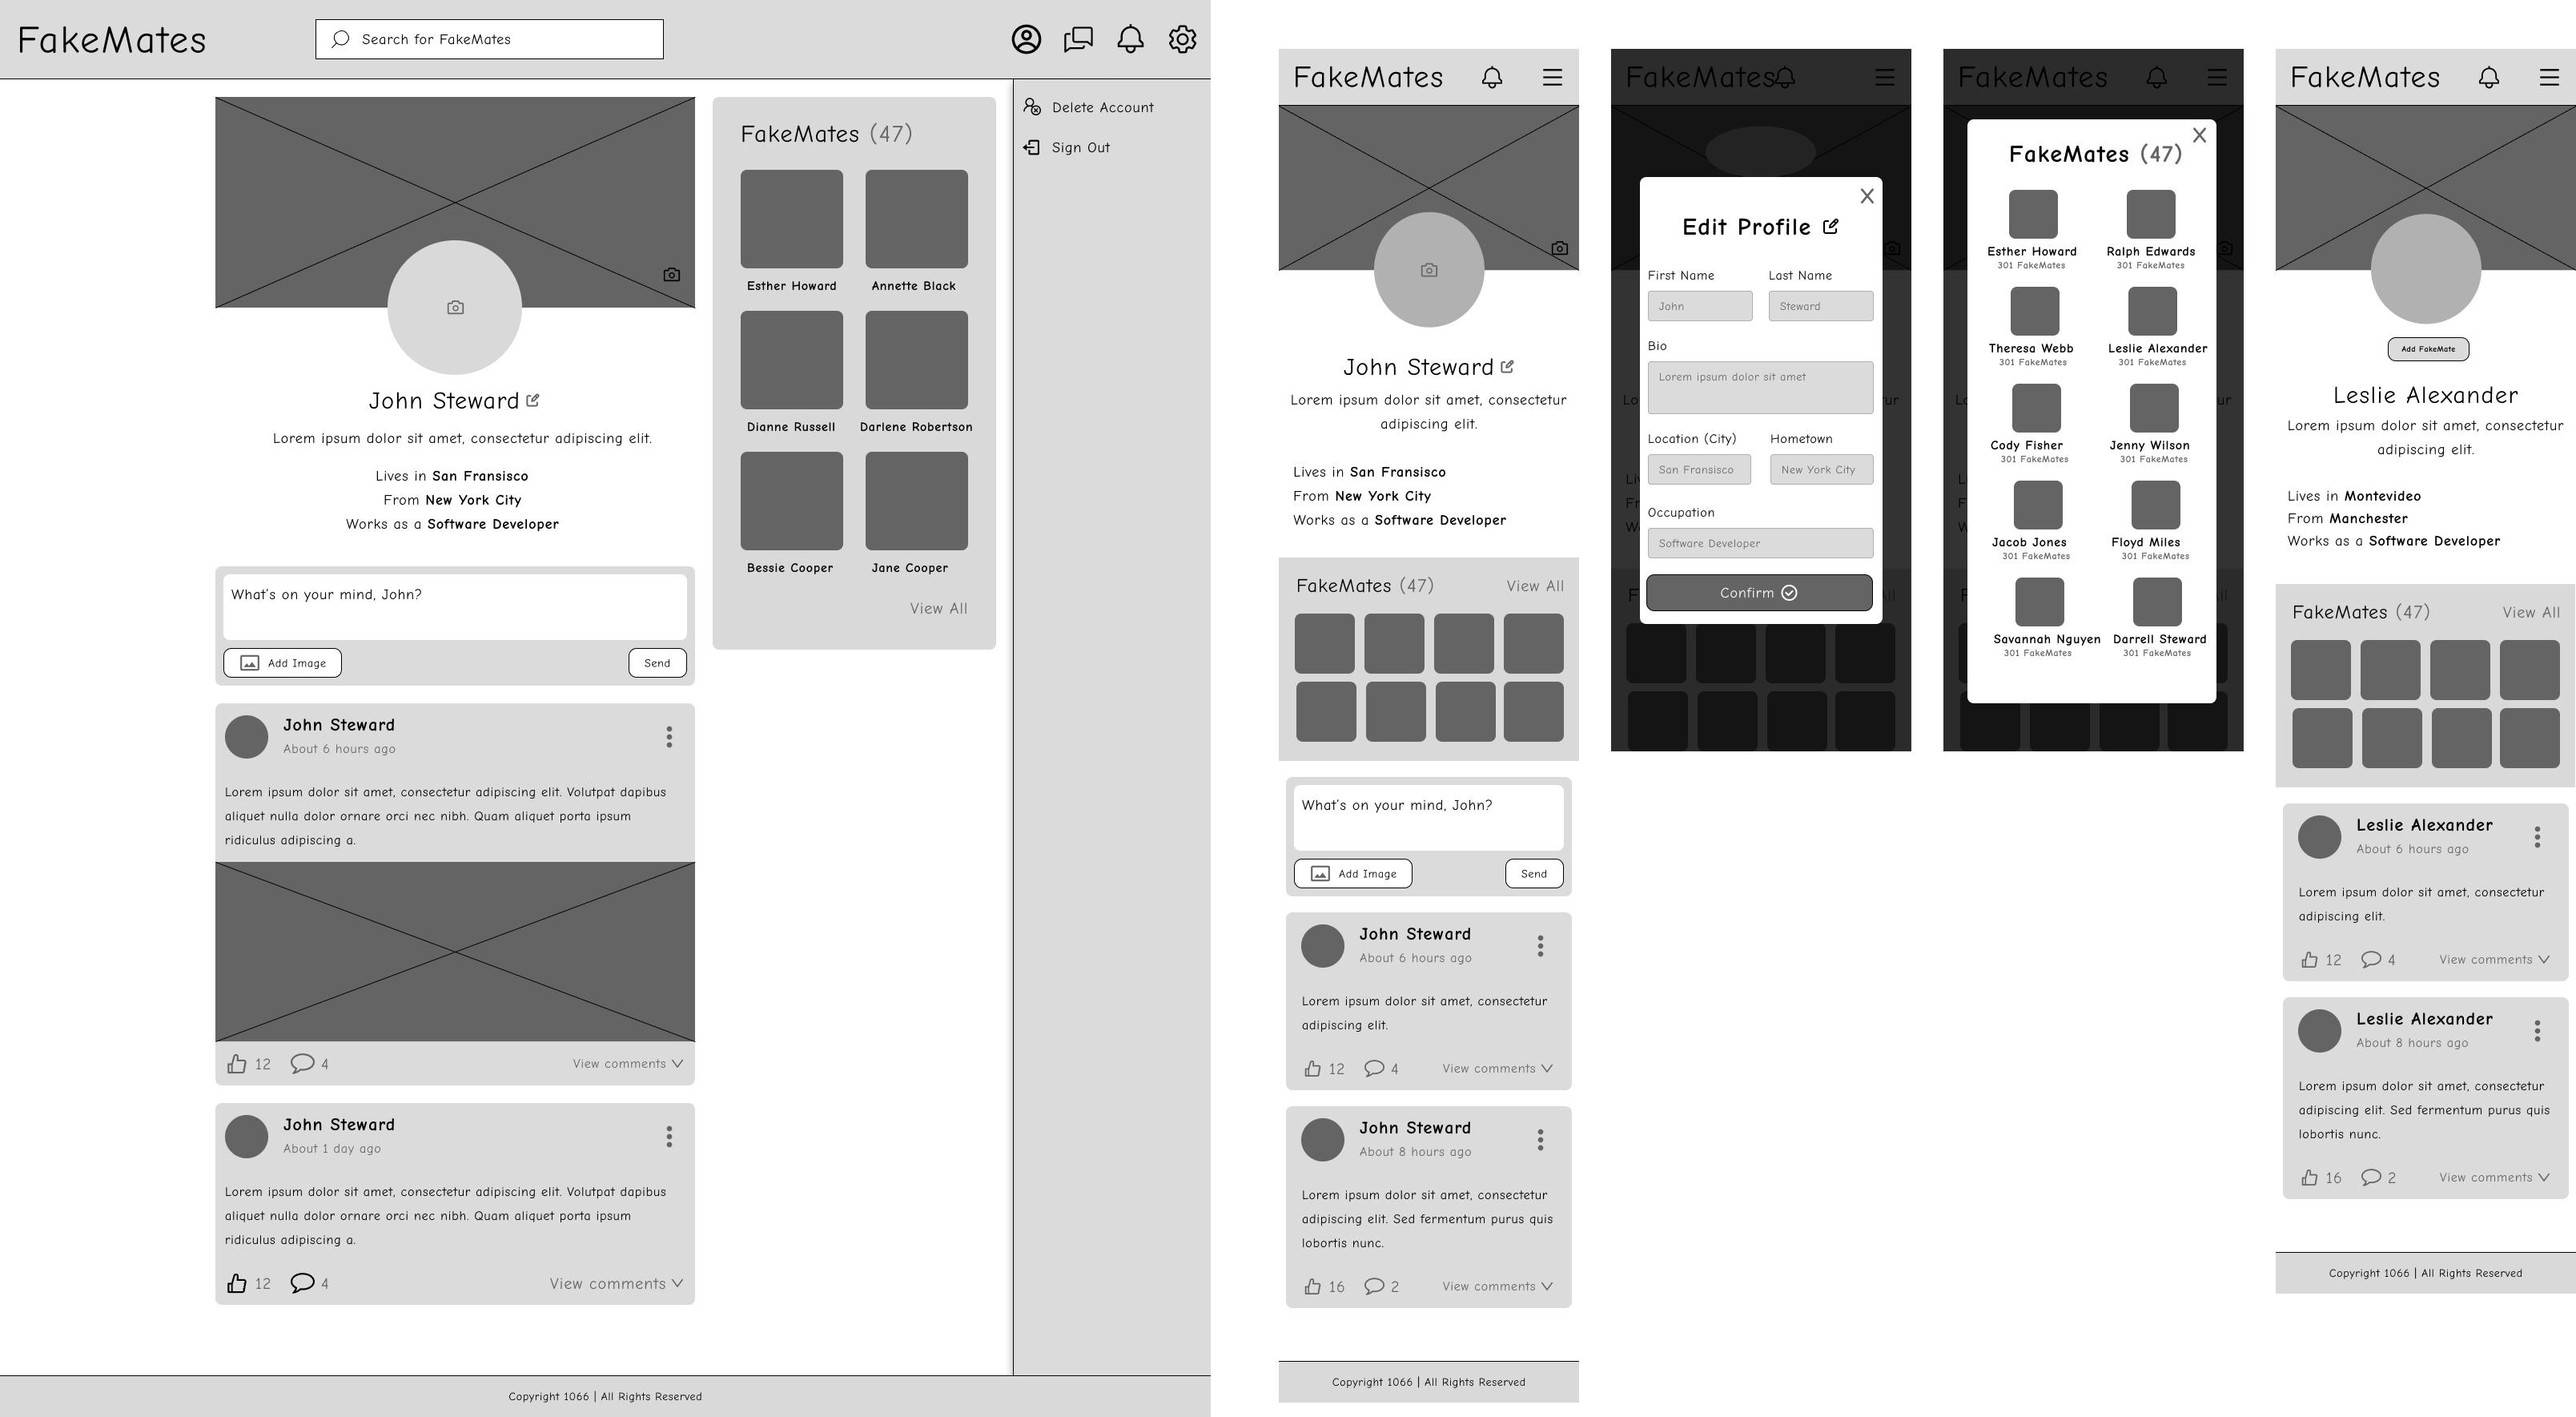 FakeMates
Search for FakeMates
Delete Account
Sign Out
John Steward
Lorem ipsum dolor sit amet, consectetur adipiscing elit.
Lives in San Fransisco
From New York City
Works as a Software Developer
What's on your mind, John?
Add Image
Send
John Steward
About 6 hours ago
Lorem ipsum dolor sit amet, consectetur adipiscing elit. Volutpat dapibus
aliquet nulla dolor ornare orci nec nibh. Quam aliquet porta ipsum
ridiculus adipiscing a.
12
4
View comments
John Steward
About 1 day ago
Lorem ipsum dolor sit amet, consectetur adipiscing elit. Volutpat dapibus
aliquet nulla dolor ornare orci nec nibh. Quam aliquet porta ipsum
ridiculus adipiscing a.
12
4
View comments
FakeMates (47)
Esther Howard
Annette Black
Dianne Russell
Darlene Robertson
Bessie Cooper
Jane Cooper
View All
Copyright 1066 | All Rights Reserved
FakeMates
John Steward
Lorem ipsum dolor sit amet, consectetur
adipiscing elit.
Lives in San Fransisco
From New York City
Works as a Software Developer
FakeMates (47)
View All
What's on your mind, John?
Add Image
Send
John Steward
About 6 hours ago
Lorem ipsum dolor sit amet, consectetur
adipiscing elit.
12
4
View comments
John Steward
About 8 hours ago
Lorem ipsum dolor sit amet, consectetur
adipiscing elit. Sed fermentum purus quis
lobortis nunc.
16
2
View comments
Copyright 1066 | All Rights Reserved
FakeMates
Edit Profile
First Name
Last Name
John
Steward
Bio
Lorem ipsum dolor sit amet
Location (City)
Hometown
San Fransisco
New York City
Occupation
Software Developer
Confirm
FakeMates
FakeMates (47)
Esther Howard
301 FakeMates
Ralph Edwards
301 FakeMates
Theresa Webb
301 FakeMates
Leslie Alexander
301 FakeMates
Cody Fisher
301 FakeMates
Jenny Wilson
301 FakeMates
Jacob Jones
301 FakeMates
Floyd Miles
301 FakeMates
Savannah Nguyen
301 FakeMates
Darrell Steward
301 FakeMates
FakeMates
Add FakeMate
Leslie Alexander
Lorem ipsum dolor sit amet, consectetur
adipiscing elit.
Lives in Montevideo
From Manchester
Works as a Software Developer
FakeMates (47)
View All
Leslie Alexander
About 6 hours ago
Lorem ipsum dolor sit amet, consectetur
adipiscing elit.
12
4
View comments
Leslie Alexander
About 8 hours ago
Lorem ipsum dolor sit amet, consectetur
adipiscing elit. Sed fermentum purus quis
lobortis nunc.
16
2
View comments
Copyright 1066 | All Rights Reserved